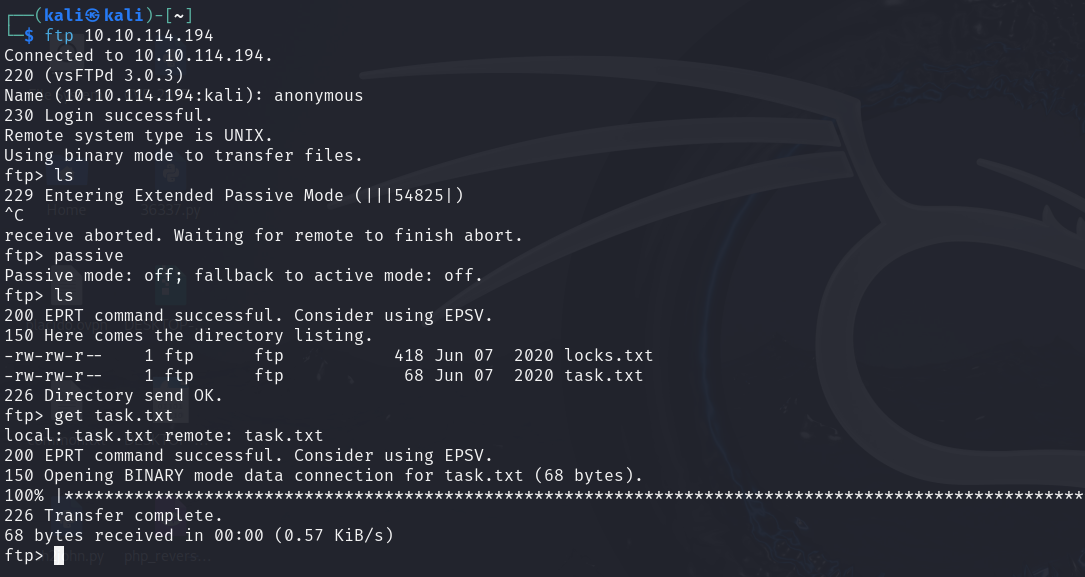 ┌──(kali㉿kali)-[~]
└─$ ftp 10.10.114.194
Connected to 10.10.114.194.
220 (vsFTPd 3.0.3)
Name (10.10.114.194:kali): anonymous
230 Login successful.
Remote system type is UNIX.
Using binary mode to transfer files.
ftp> ls
229 Entering Extended Passive Mode (|||54825|)
^C
receive aborted. Waiting for remote to finish abort.
ftp> passive
Passive mode: off; fallback to active mode: off.
ftp> ls
200 EPRT command successful. Consider using EPSV.
150 Here comes the directory listing.
-rw-rw-r--    1 ftp      ftp           418 Jun 07  2020 locks.txt
-rw-rw-r--    1 ftp      ftp            68 Jun 07  2020 task.txt
226 Directory send OK.
ftp> get task.txt
local: task.txt remote: task.txt
200 EPRT command successful. Consider using EPSV.
150 Opening BINARY mode data connection for task.txt (68 bytes).
100% |******************************************************************************************************
226 Transfer complete.
68 bytes received in 00:00 (0.57 KiB/s)
ftp>